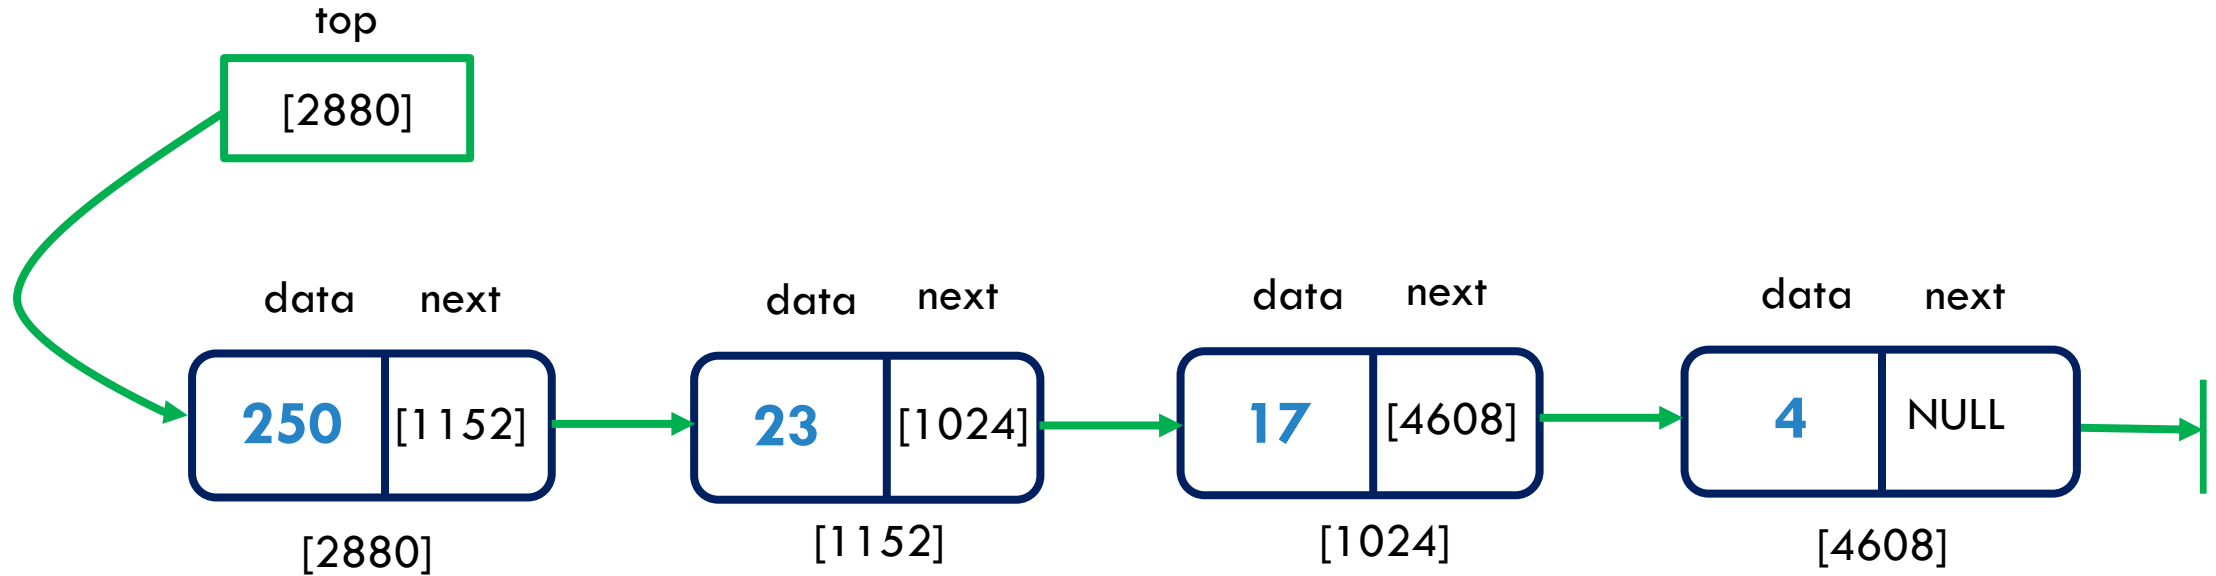 top
[2880]
data next data next data next data next
250 [1152] 23 [1024] 17 [4608] 4 NULL
[2880] [1152] [1024] [4608]